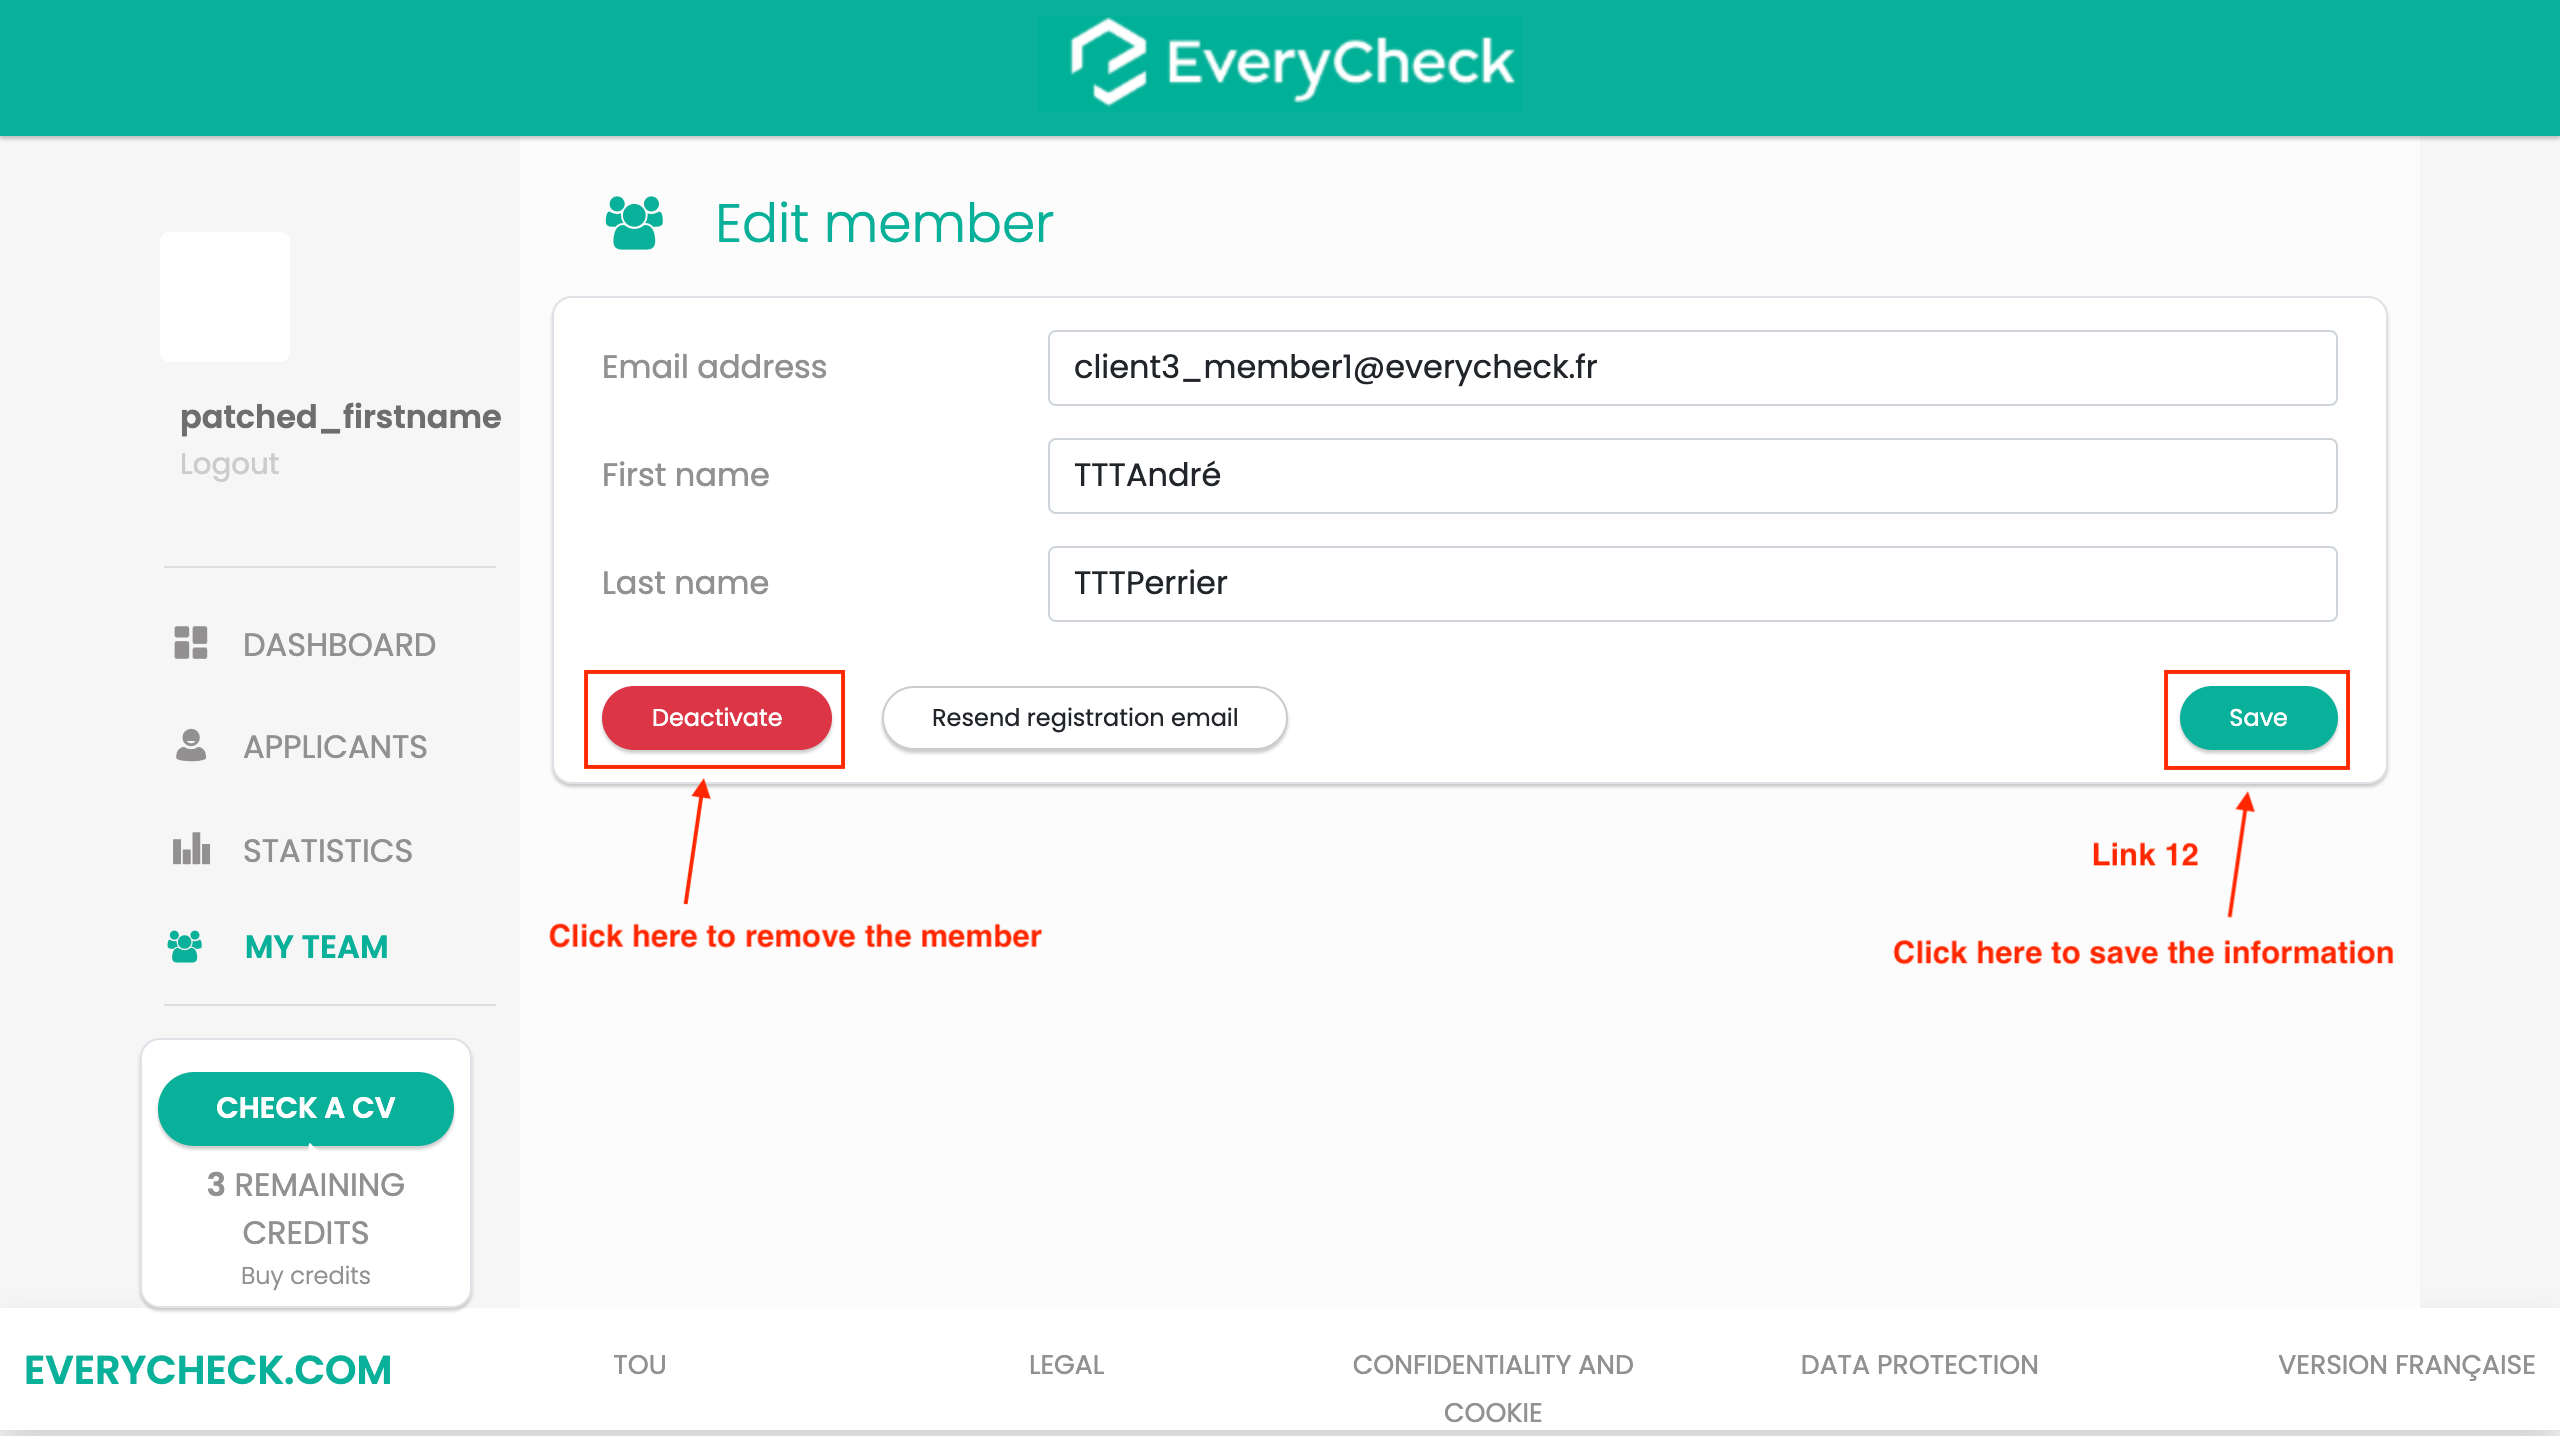 EveryCheck
patched_firstname
Logout
DASHBOARD
APPLICANTS
STATISTICS
MY TEAM
CHECK A CV
3 REMAINING
CREDITS
Buy credits
Edit member
Email address
client3_member1@everycheck.fr
First name
TTTAndré
Last name
TTTPerrier
Deactivate
Resend registration email
Save
Link 12
Click here to remove the member
Click here to save the information
EVERYCHECK.COM
TOU
LEGAL
CONFIDENTIALITY AND
COOKIE
DATA PROTECTION
VERSION FRANÇAISE